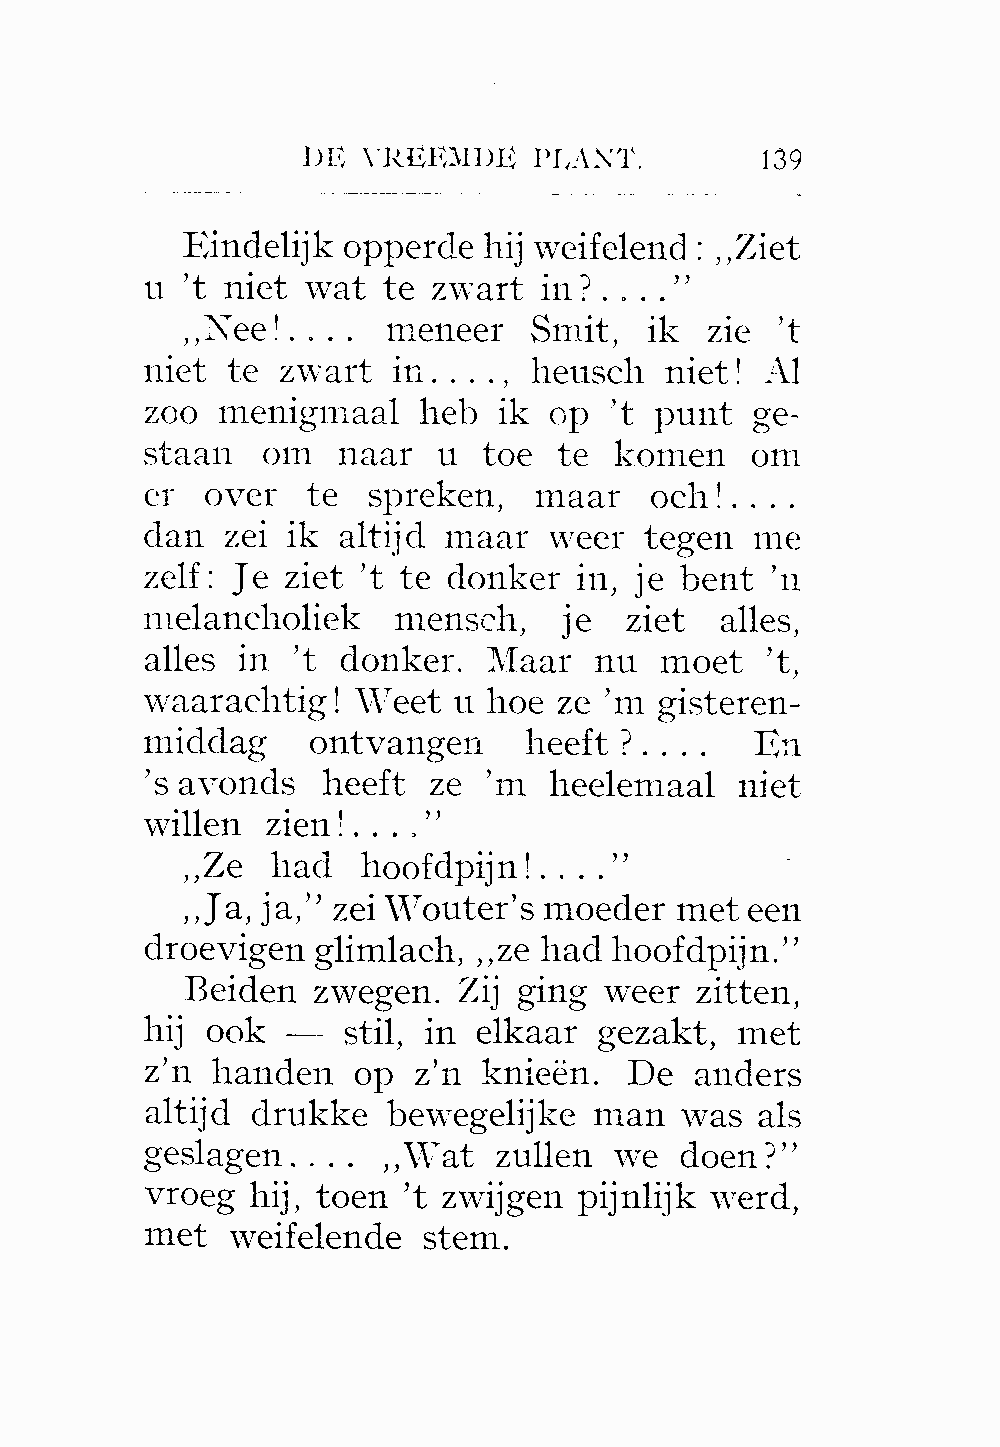 DE VREEMDE PLANT. 139
Eindelijk opperde hij weifelend: ,,Ziet
u 't niet wat te zwart in?....''
,,Nee!.... meneer Smit, ik zie 't
niet te zwart in...., heusch niet! Al
zoo menigmaal heb ik op 't punt ge-
staan om naar u toe te komen om
er over te spreken, maar och!....
dan zei ik altijd maar weer tegen me
zelf: Je ziet 't te donker in, je bent 'n
melancholiek mensch, je ziet alles,
alles in 't donker. Maar nu moet 't,
waarachtig! Weet u hoe ze 'm gisteren-
middag ontvangen heeft?.... En
's avonds heeft ze 'm heelemaal niet
willen zien!....''
,,Ze had hoofdpijn!....''
,,Ja, ja,'' zei Wouter's moeder met een
droevigen glimlach, ,,ze had hoofdpijn.''
Beiden zwegen. Zij ging weer zitten,
hij ook — stil, in elkaar gezakt, met
z'n handen op z'n knieën. De anders
altijd drukke bewegelijke man was als
geslagen.... ,,Wat zullen we doen?''
vroeg hij, toen 't zwijgen pijnlijk werd,
met weifelende stem.